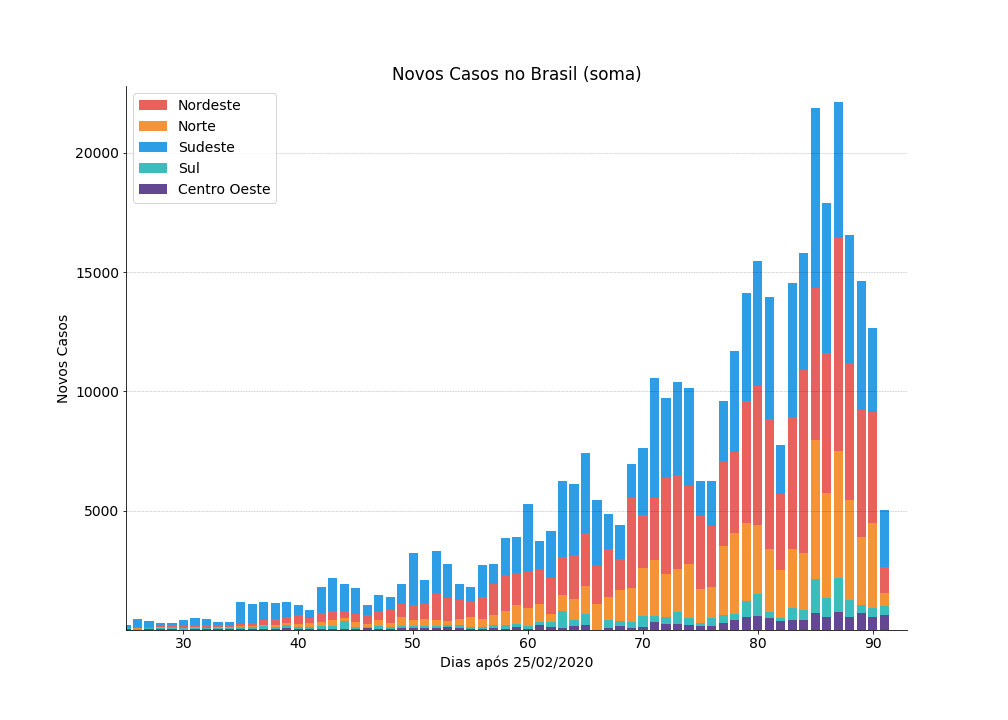 Novos Casos no Brasil (soma)
Nordeste
Norte
Sudeste
Sul
Centro Oeste
20000
15000
10000
5000
Novos Casos
30 40 50 60 70 80 90
Dias após 25/02/2020